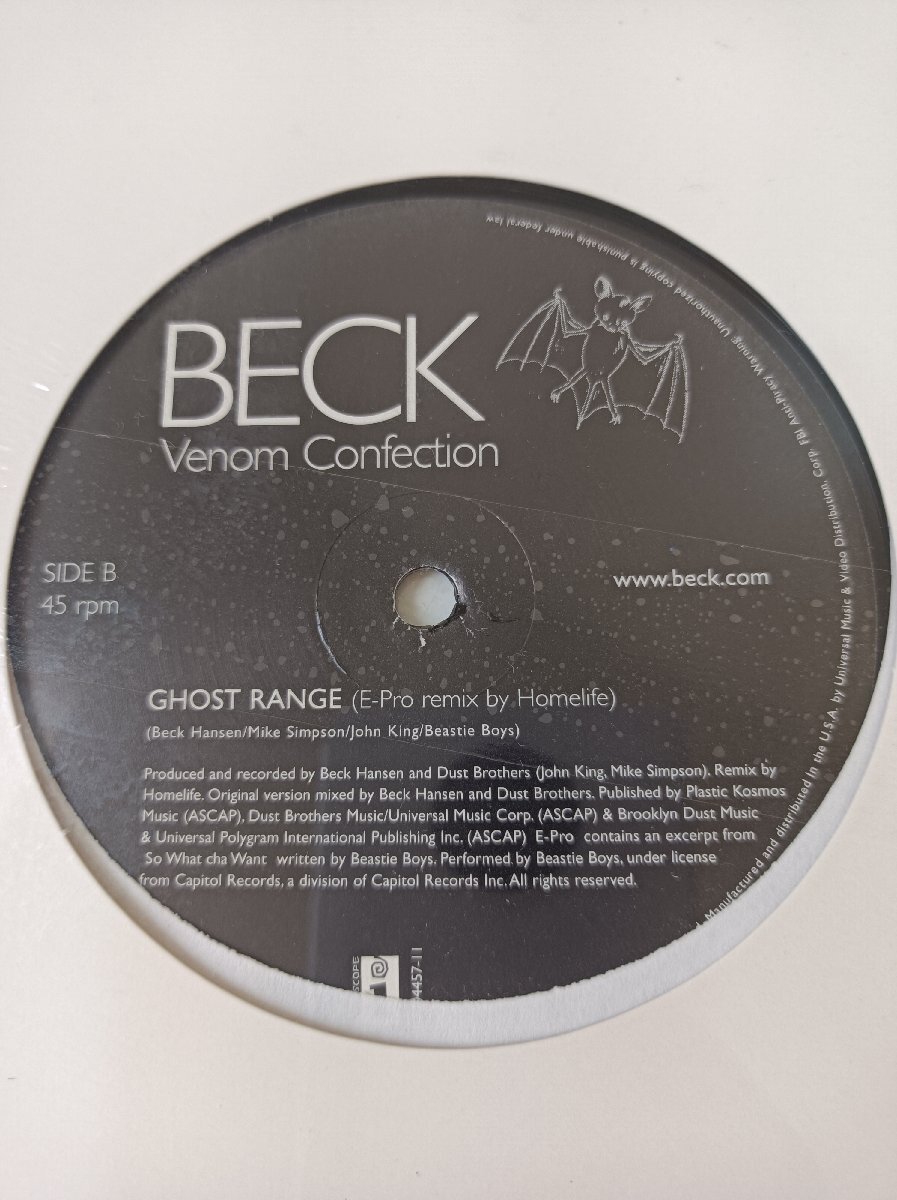 BECK
Venom Confection
SIDE B
45 rpm
www.beck.com
GHOST RANGE (E-Pro remix by Homelife)
(Beck Hansen/Mike Simpson/John King/Beastie Boys)
Produced and recorded by Beck Hansen and Dust Brothers (John King, Mike Simpson). Remix by
Homelife. Original version mixed by Beck Hansen and Dust Brothers. Published by Plastic Kosmos
Music (ASCAP), Dust Brothers Music/Universal Music Corp. (ASCAP) & Brooklyn Dust Music
& Universal Polygram International Publishing Inc. (ASCAP) E-Pro contains an excerpt from
So What cha Want written by Beastie Boys. Performed by Beastie Boys, under license
from Capitol Records, a division of Capitol Records Inc. All rights reserved.
Manufactured and distributed in the U.S.A. by Universal Music & Video Distribution, Corp. FBI Anti-Piracy Warning: Unauthorized copying is punishable under federal law
SCOPE
4457-11